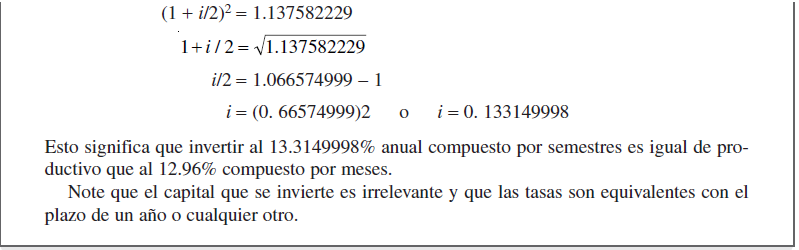 (1 + i/2)² = 1.137582229
1+i / 2 = √1.137582229
i/2 = 1.066574999 – 1
i = (0. 66574999)2 o i = 0. 133149998
Esto significa que invertir al 13.3149998% anual compuesto por semestres es igual de pro-
ductivo que al 12.96% compuesto por meses.
Note que el capital que se invierte es irrelevante y que las tasas son equivalentes con el
plazo de un año o cualquier otro.